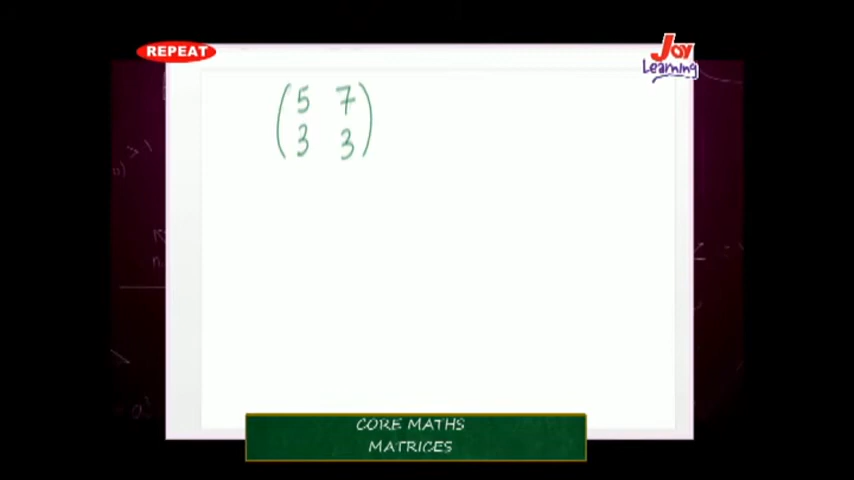 REPEAT
Joy
Learning
5 7
3 3
CORE MATHS
MATRICES